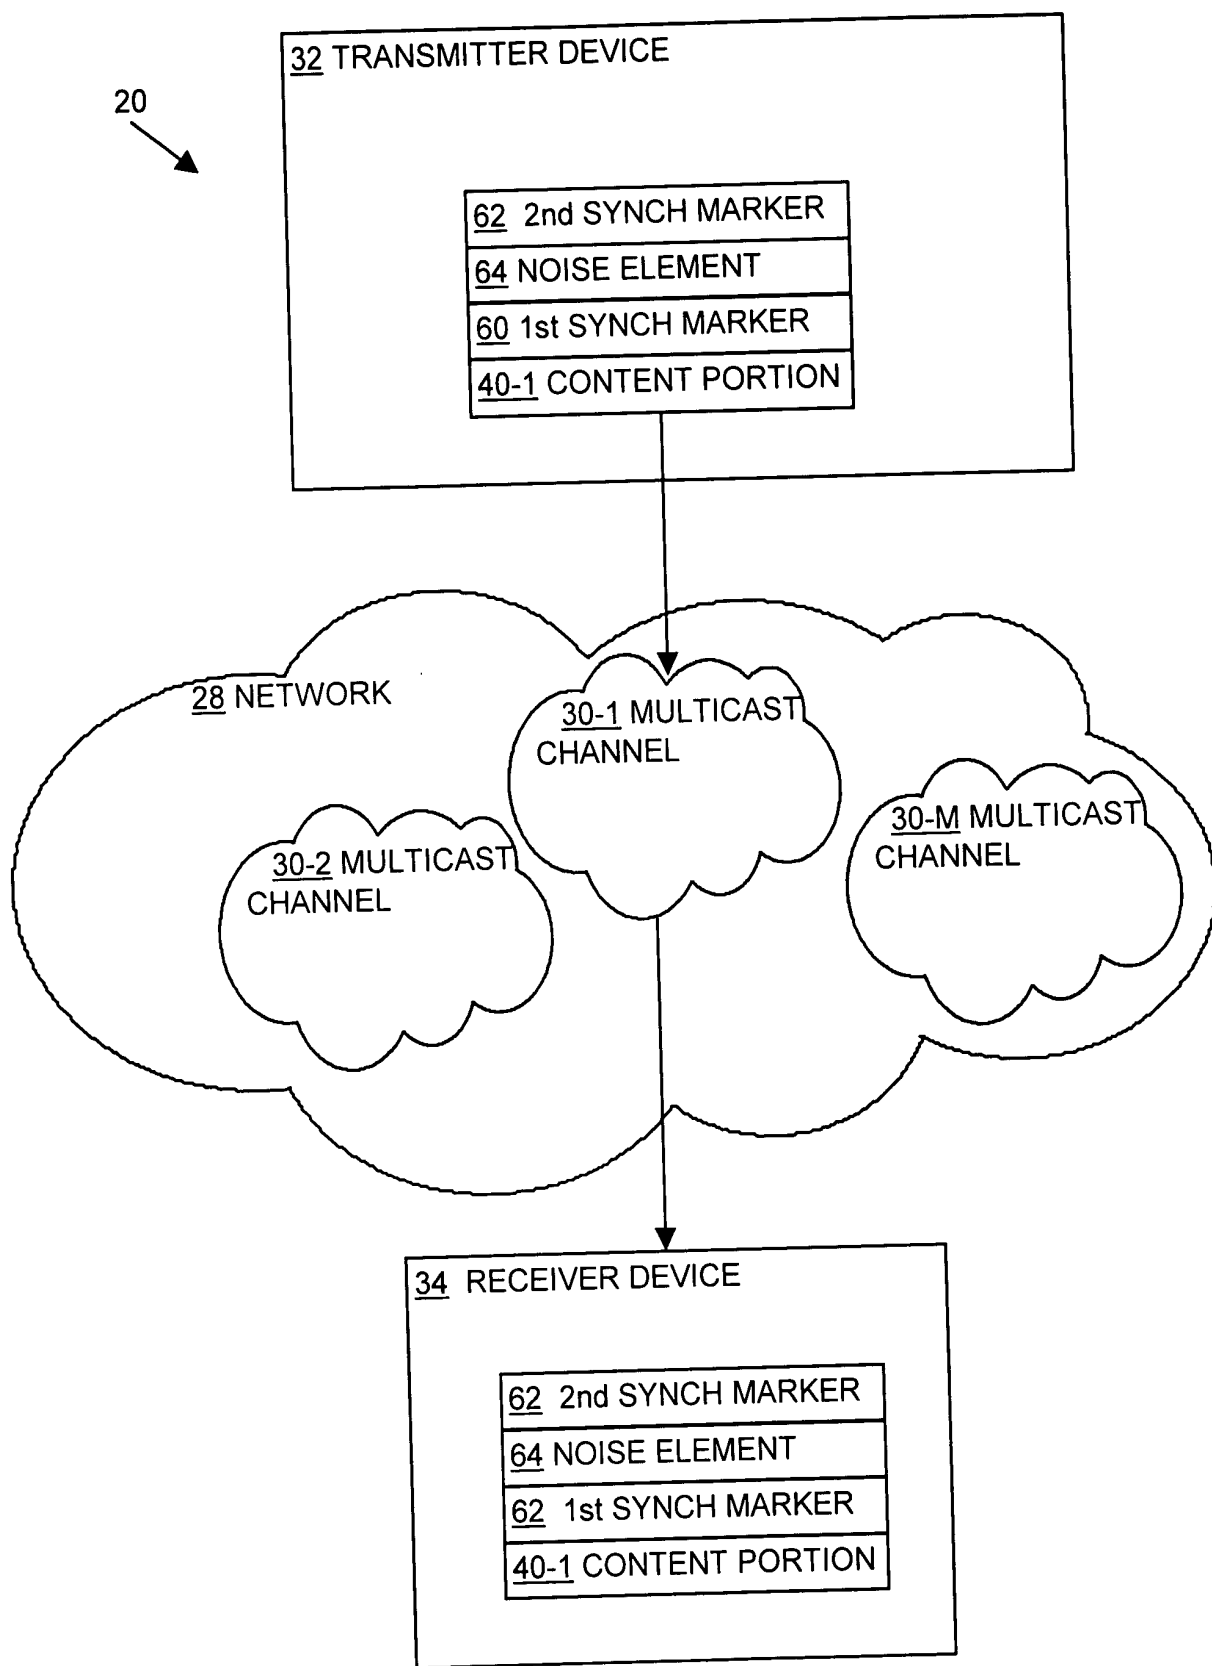 32 TRANSMITTER DEVICE
20
62 2nd SYNCH MARKER
64 NOISE ELEMENT
60 1st SYNCH MARKER
40-1 CONTENT PORTION
28 NETWORK
30-1 MULTICAST
CHANNEL
30-2 MULTICAST
CHANNEL
30-M MULTICAST
CHANNEL
34 RECEIVER DEVICE
62 2nd SYNCH MARKER
64 NOISE ELEMENT
62 1st SYNCH MARKER
40-1 CONTENT PORTION